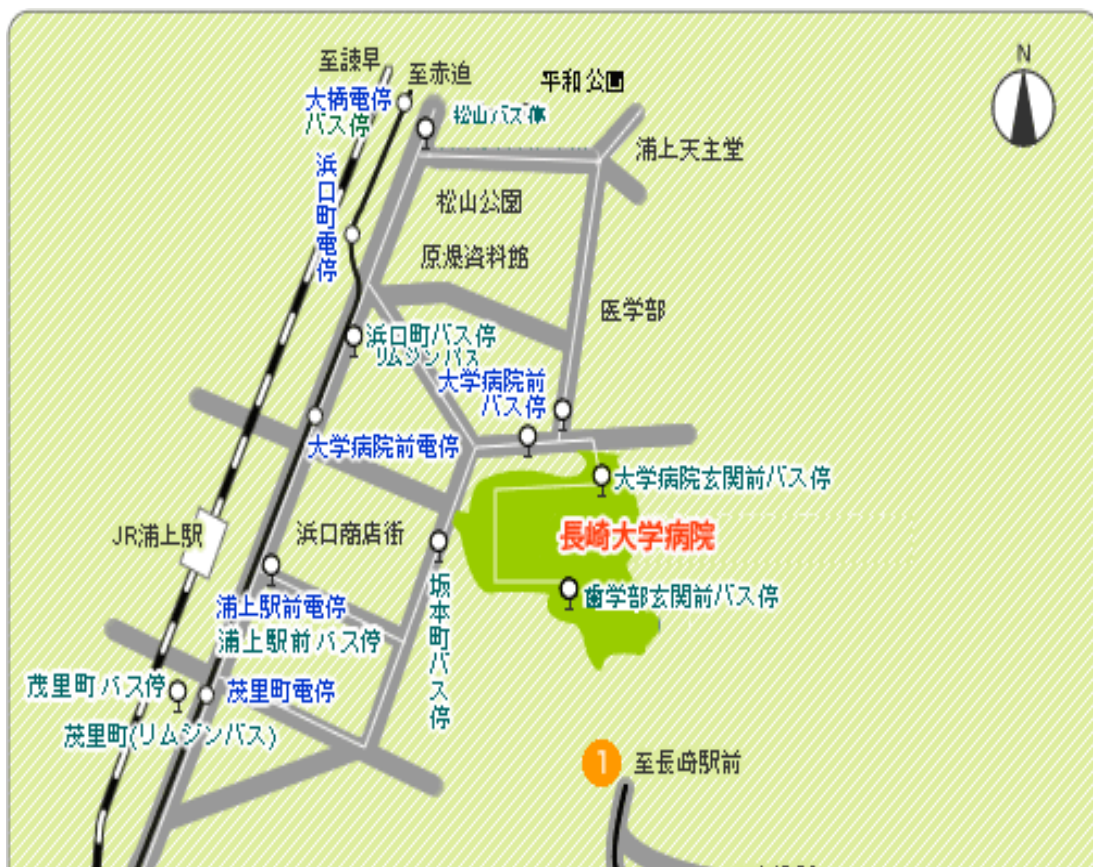 N
至諫早
至赤迫
平和公園
大橋電停
バス停
松山バス停
浦上天主堂
浜口町電停
松山公園
原爆資料館
医学部
浜口町バス停
リムジンバス
大学病院前
バス停
大学病院前電停
大学病院玄関前バス停
JR浦上駅
浜口商店街
長崎大学病院
坂本町バス停
歯学部玄関前バス停
浦上駅前電停
浦上駅前バス停
茂里町バス停
茂里町電停
茂里町(リムジンバス)
1
至長崎駅前